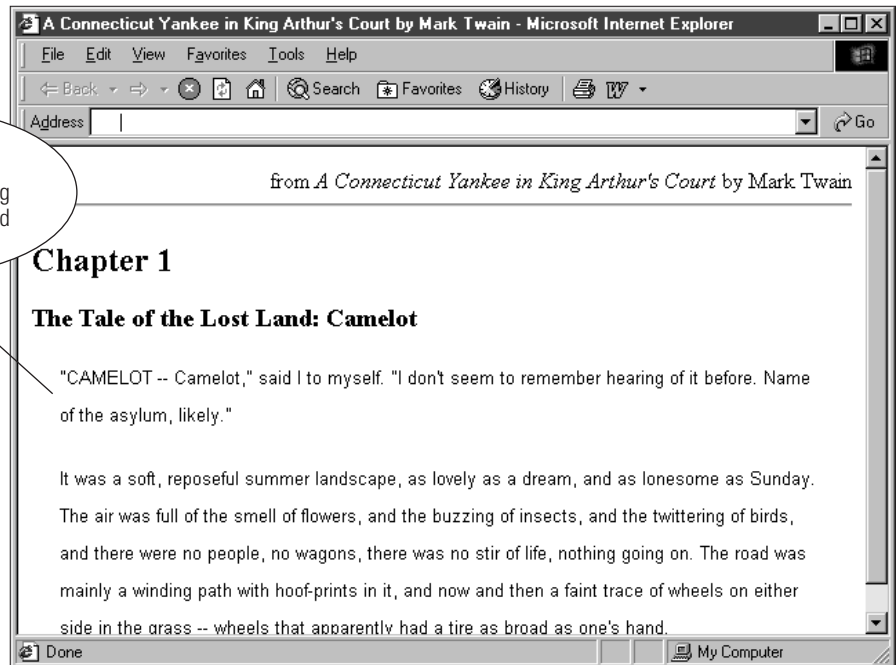 A Connecticut Yankee in King Arthur's Court by Mark Twain - Microsoft Internet Explorer
File Edit View Favorites Tools Help
Back Search Favorites History
Address Go
from A Connecticut Yankee in King Arthur's Court by Mark Twain
Chapter 1
The Tale of the Lost Land: Camelot
"CAMELOT -- Camelot," said I to myself. "I don't seem to remember hearing of it before. Name
of the asylum, likely."
It was a soft, reposeful summer landscape, as lovely as a dream, and as lonesome as Sunday.
The air was full of the smell of flowers, and the buzzing of insects, and the twittering of birds,
and there were no people, no wagons, there was no stir of life, nothing going on. The road was
mainly a winding path with hoof-prints in it, and now and then a faint trace of wheels on either
side in the grass -- wheels that apparently had a tire as broad as one's hand.
Done My Computer